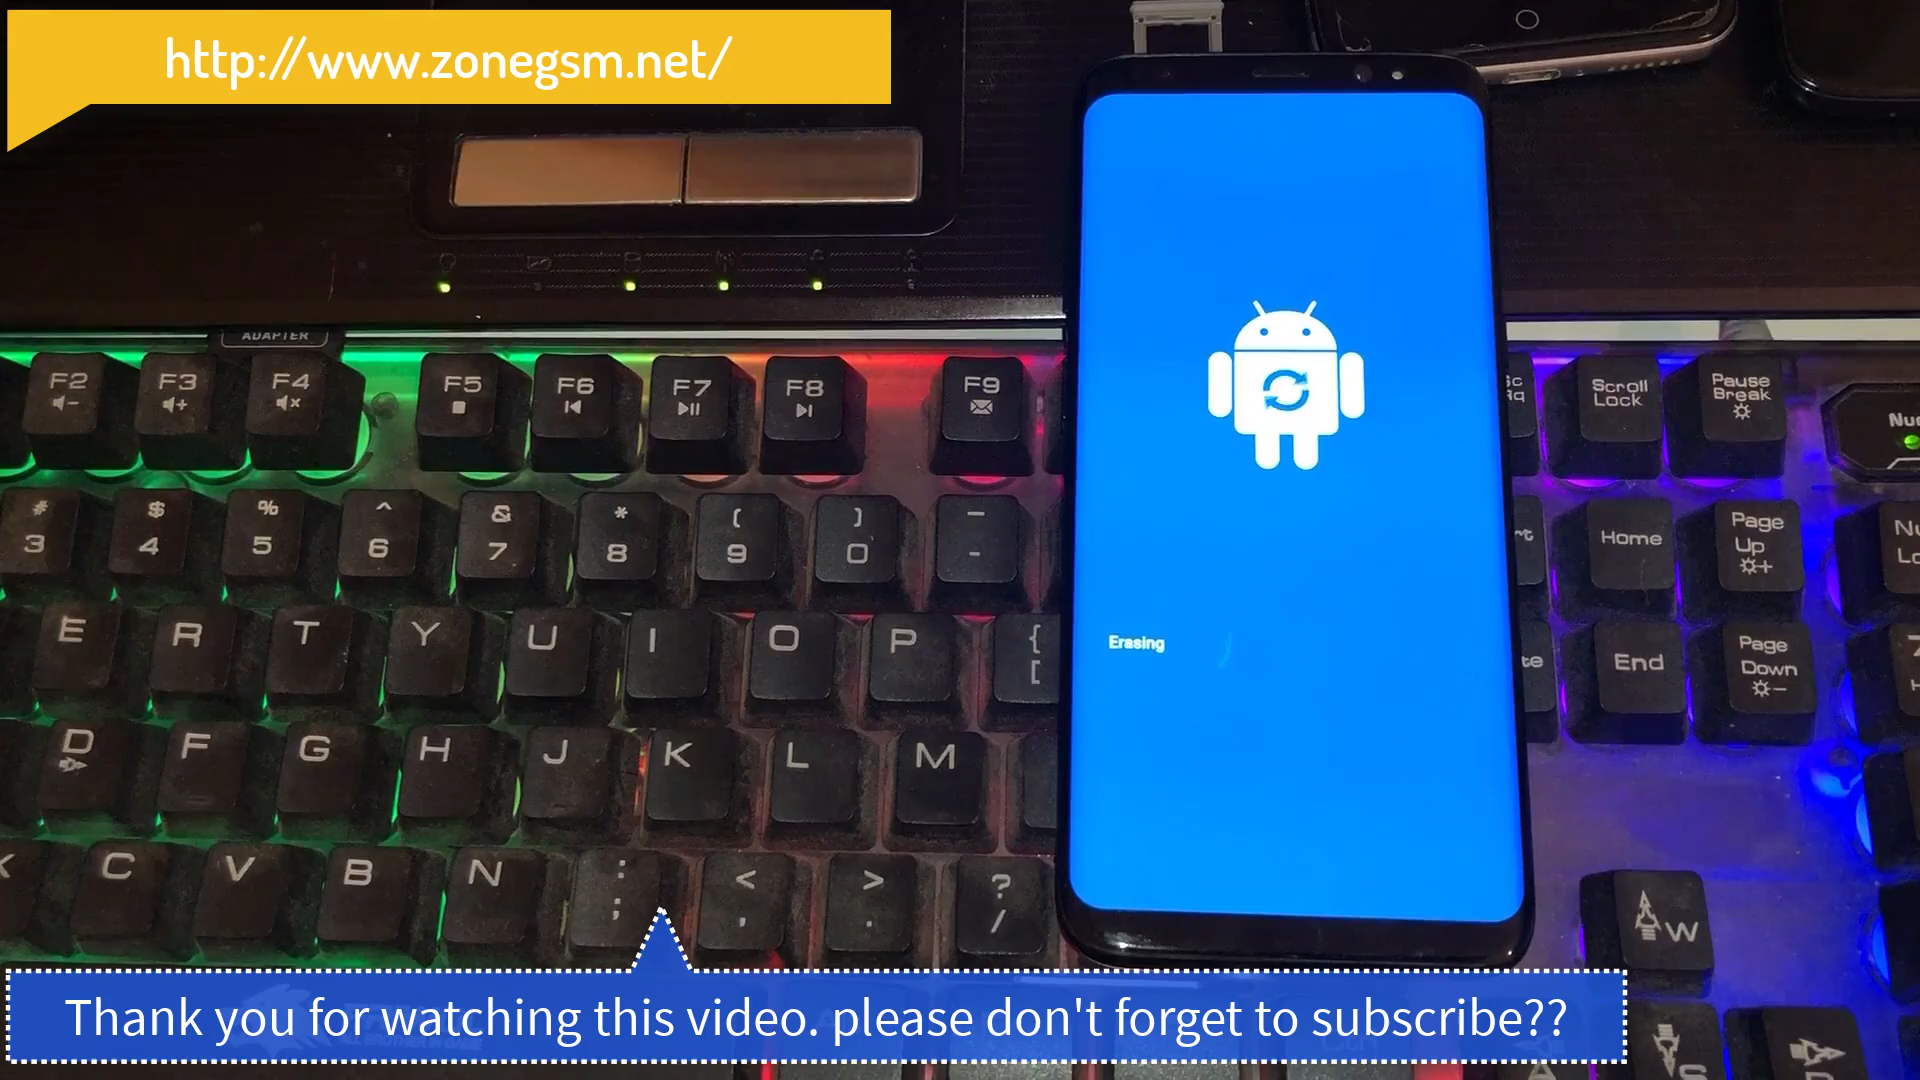 http://www.zonegsm.net/
ADAPTER
F2 F3 F4 F5 F6 F7 F8 F9
Scroll Lock
Pause Break
# 3 $ 4 % 5 ^ 6 & 7 * 8 ( 9 ) 0 - -
Home
Page Up
E R T Y U I O P { [
Erasing
End
Page Down
D F G H J K L M
C V B N : ; < , > . ? /
W
Thank you for watching this video. please don't forget to subscribe??
S
D